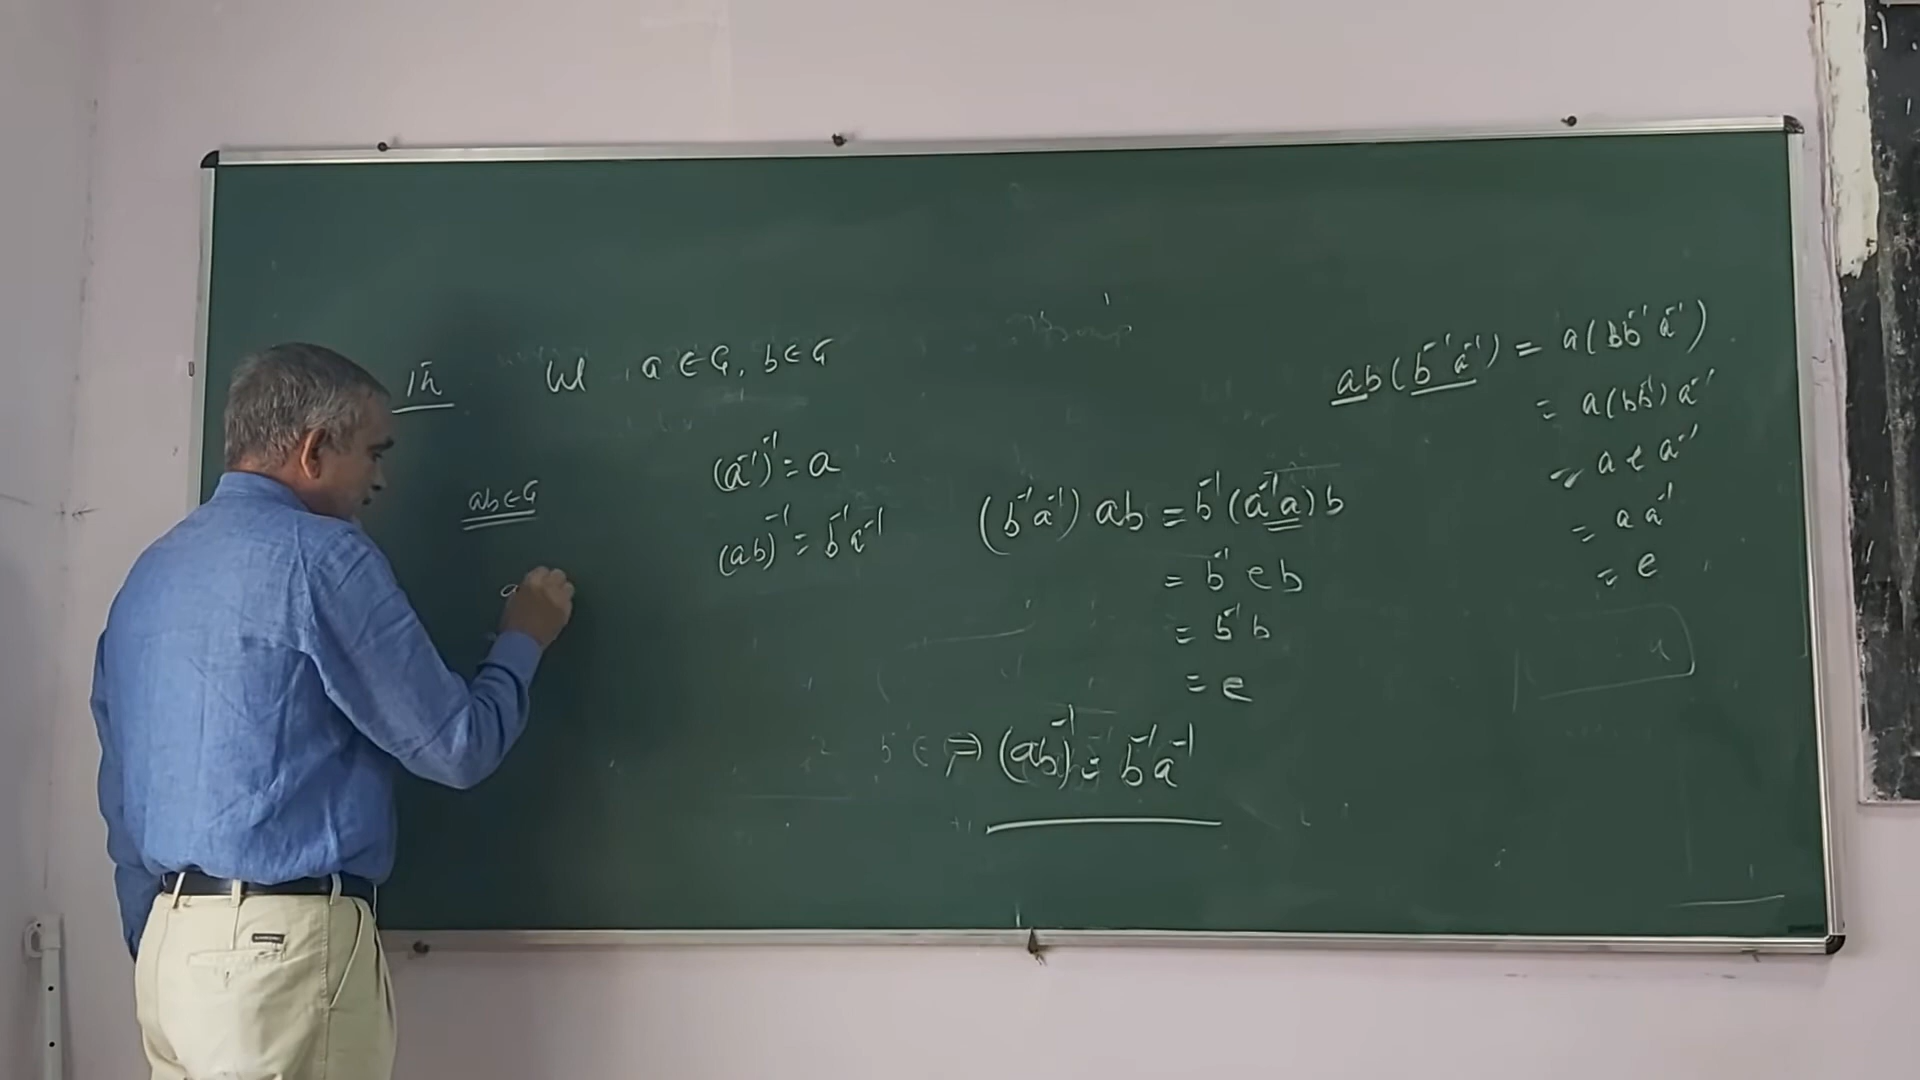 Th Let, a ∈ G, b ∈ G
ab ∈ G
a
(a⁻¹)⁻¹ = a
(ab)⁻¹ = b⁻¹a⁻¹
(b⁻¹a⁻¹) ab = b⁻¹(a⁻¹a)b
= b⁻¹ e b
= b⁻¹ b
= e
⇒ (ab)⁻¹ = b⁻¹a⁻¹
ab(b⁻¹a⁻¹) = a(bb⁻¹a⁻¹)
= a(bb⁻¹)a⁻¹
= a e a⁻¹
= a a⁻¹
= e